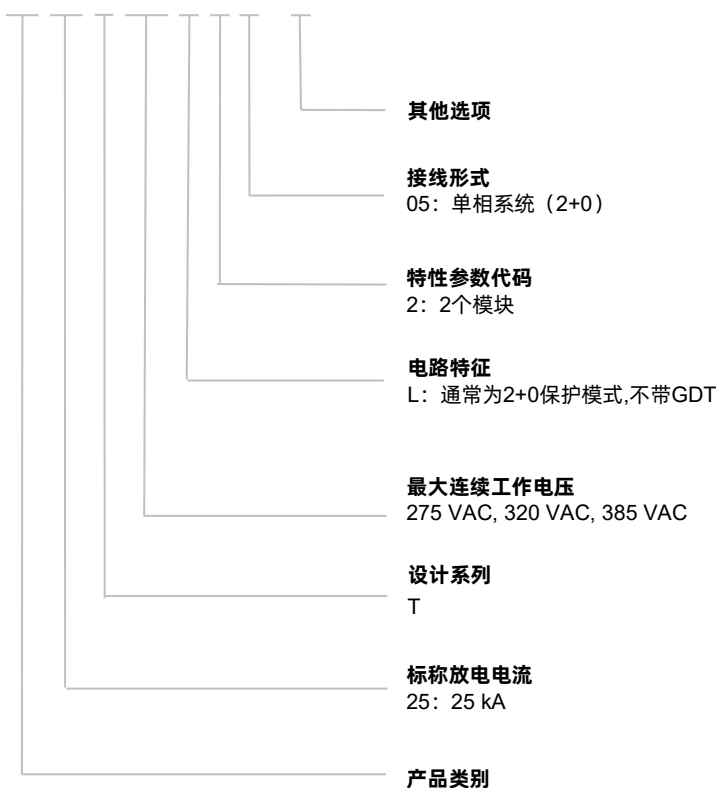 其他选项
接线形式
05：单相系统（2+0）
特性参数代码
2：2个模块
电路特征
L：通常为2+0保护模式,不带GDT
最大连续工作电压
275 VAC, 320 VAC, 385 VAC
设计系列
T
标称放电电流
25：25 kA
产品类别